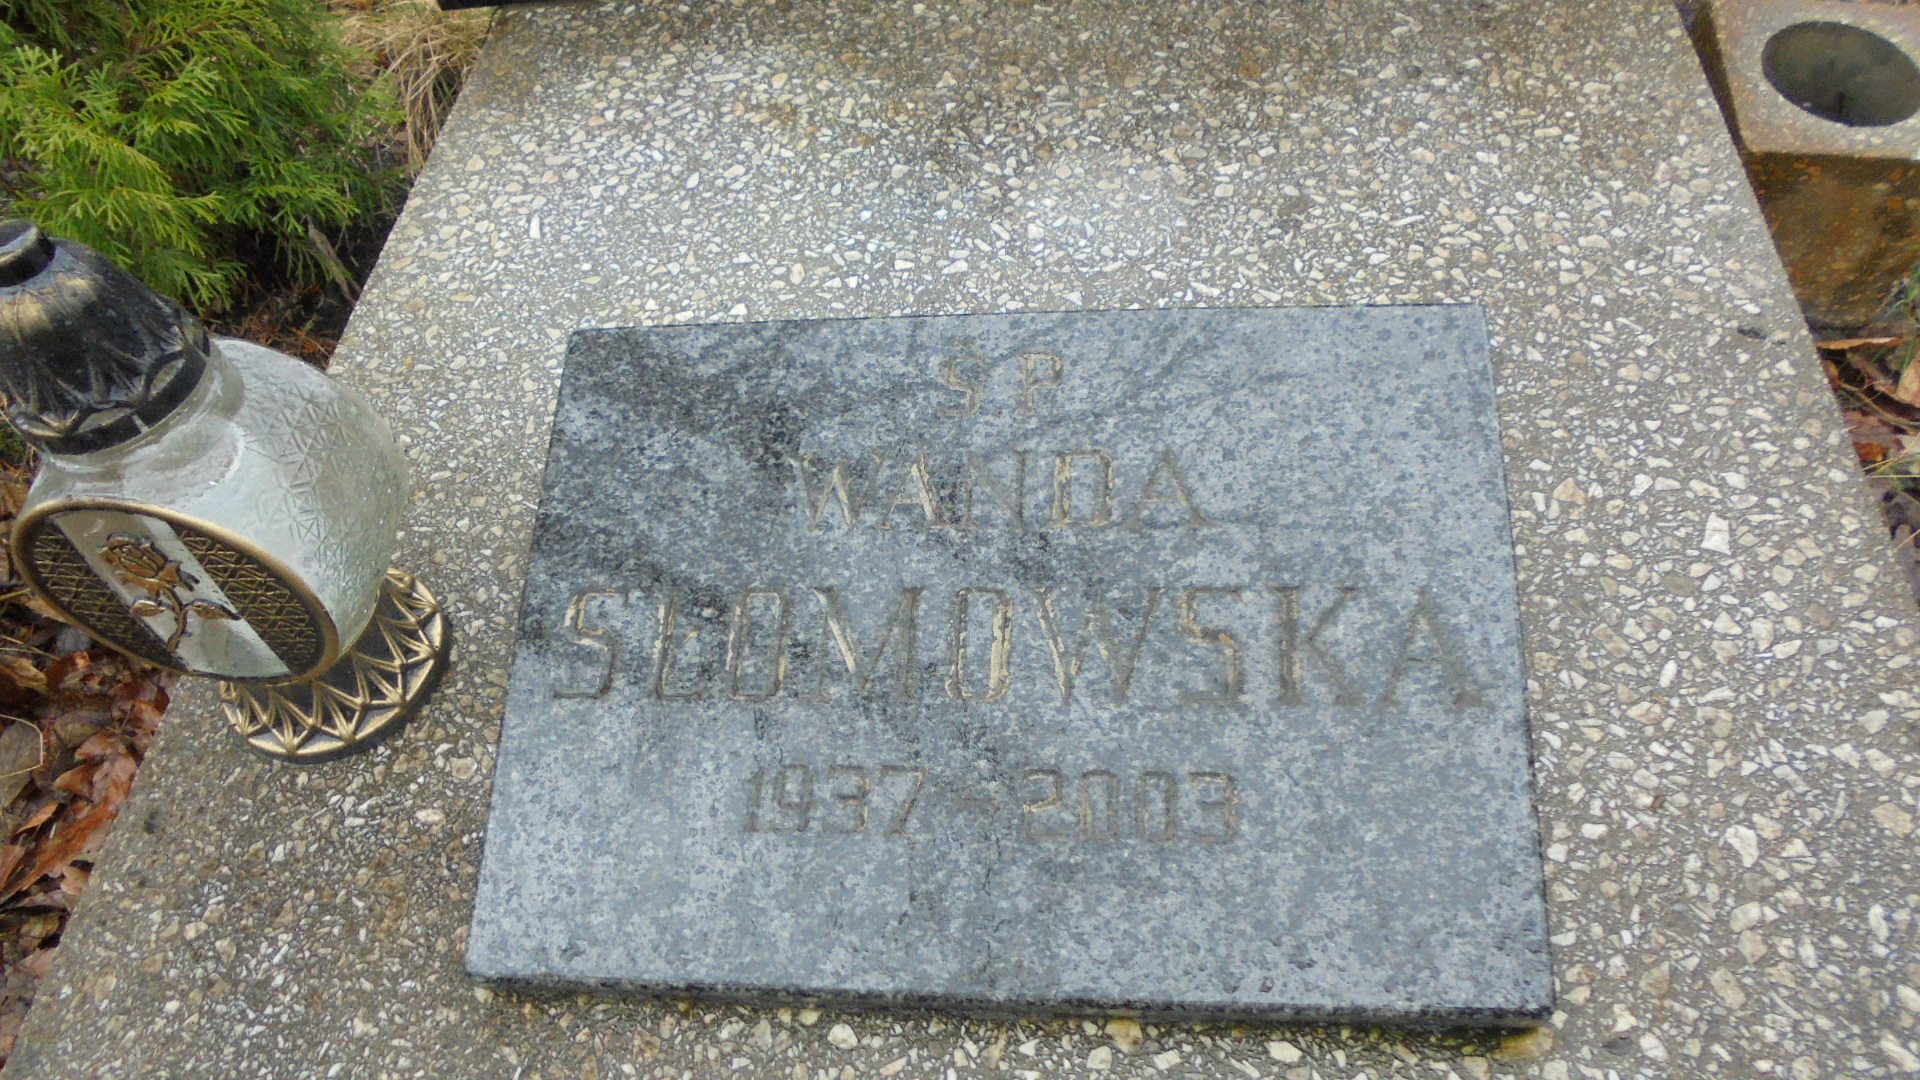 Ś.P.
WANDA
SŁOMOWSKA
1937-2003